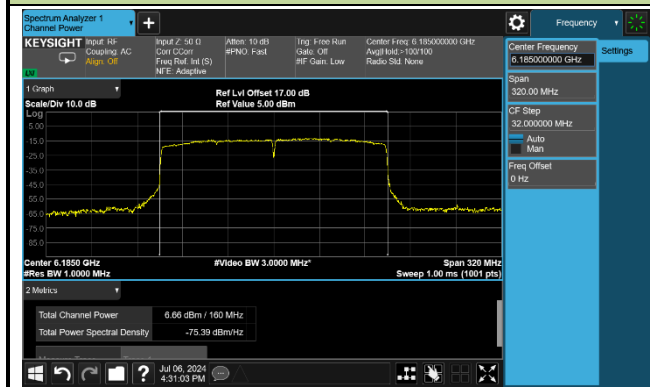 Spectrum Analyzer 1
Channel Power
+
Frequency
KEYSIGHT
Input: RF
Coupling: AC
Align: Off
Input Z: 50 Ω
Corr CCorr
Freq Ref: Int (S)
NFE: Adaptive
Atten: 10 dB
#PNO: Fast
Trig: Free Run
Gate: Off
#IF Gain: Low
Center Freq: 6.185000000 GHz
Avg|Hold:>100/100
Radio Std: None
LXI
1 Graph
Scale/Div 10.0 dB
Ref Lvl Offset 17.00 dB
Ref Value 5.00 dBm
Log
-5.00
-15.0
-25.0
-35.0
-45.0
-55.0
-65.0
-75.0
-85.0
Center 6.1850 GHz
#Res BW 1.0000 MHz
#Video BW 3.0000 MHz*
Span 320 MHz
Sweep 1.00 ms (1001 pts)
2 Metrics
Total Channel Power 6.66 dBm / 160 MHz
Total Power Spectral Density -75.39 dBm/Hz
?
Jul 06, 2024
4:31:03 PM
Center Frequency
6.185000000 GHz
Settings
Span
320.00 MHz
CF Step
32.000000 MHz
Auto
Man
Freq Offset
0 Hz